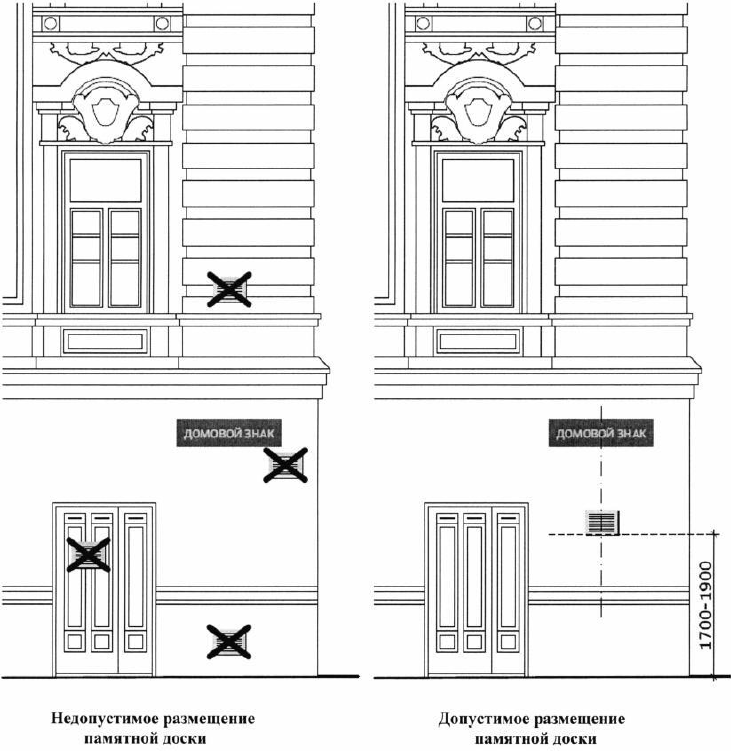 ДОМОВОЙ ЗНАК
ДОМОВОЙ ЗНАК
1700-1900
Недопустимое размещение
памятной доски
Допустимое размещение
памятной доски